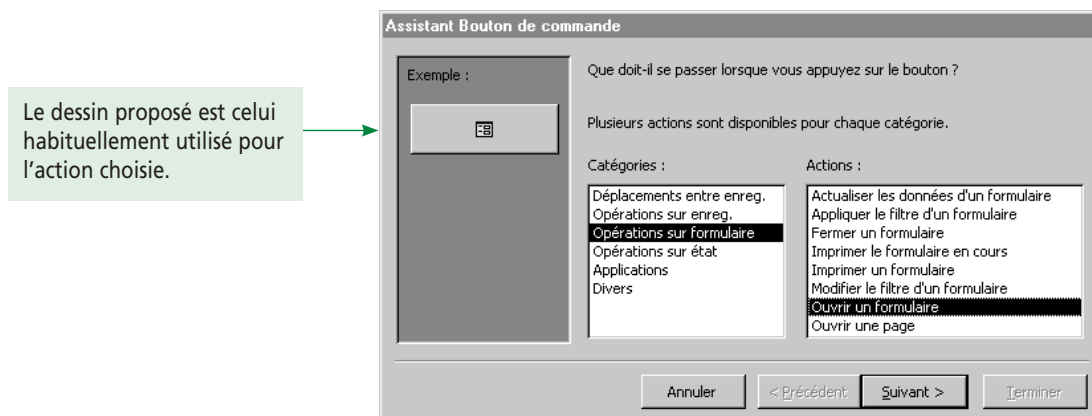 Le dessin proposé est celui
habituellement utilisé pour
l'action choisie.
Assistant Bouton de commande
Exemple :
Que doit-il se passer lorsque vous appuyez sur le bouton ?
Plusieurs actions sont disponibles pour chaque catégorie.
Catégories :
Déplacements entre enreg.
Opérations sur enreg.
Opérations sur formulaire
Opérations sur état
Applications
Divers
Actions :
Actualiser les données d'un formulaire
Appliquer le filtre d'un formulaire
Fermer un formulaire
Imprimer le formulaire en cours
Imprimer un formulaire
Modifier le filtre d'un formulaire
Ouvrir un formulaire
Ouvrir une page
Annuler
< Précédent
Suivant >
Terminer